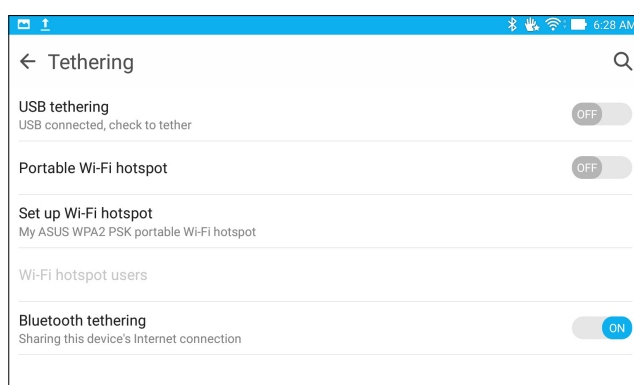 6:28 AM
Tethering
USB tethering
OFF
USB connected, check to tether
Portable Wi-Fi hotspot
OFF
Set up Wi-Fi hotspot
My ASUS WPA2 PSK portable Wi-Fi hotspot
Wi-Fi hotspot users
Bluetooth tethering
ON
Sharing this device's Internet connection